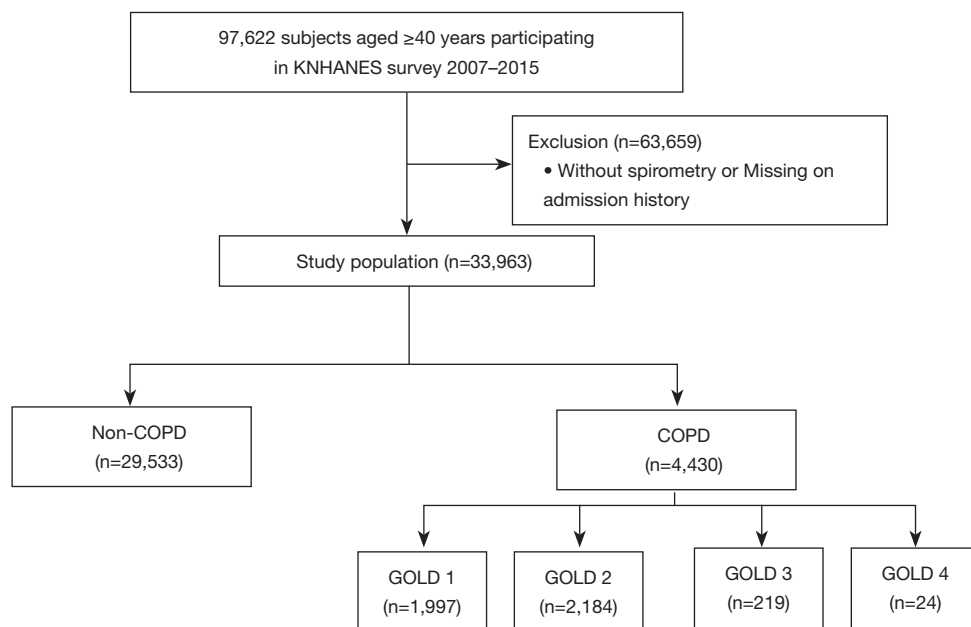 97,622 subjects aged ≥40 years participating
in KNHANES survey 2007–2015
Exclusion (n=63,659)
• Without spirometry or Missing on
admission history
Study population (n=33,963)
Non-COPD
(n=29,533)
COPD
(n=4,430)
GOLD 1
(n=1,997)
GOLD 2
(n=2,184)
GOLD 3
(n=219)
GOLD 4
(n=24)